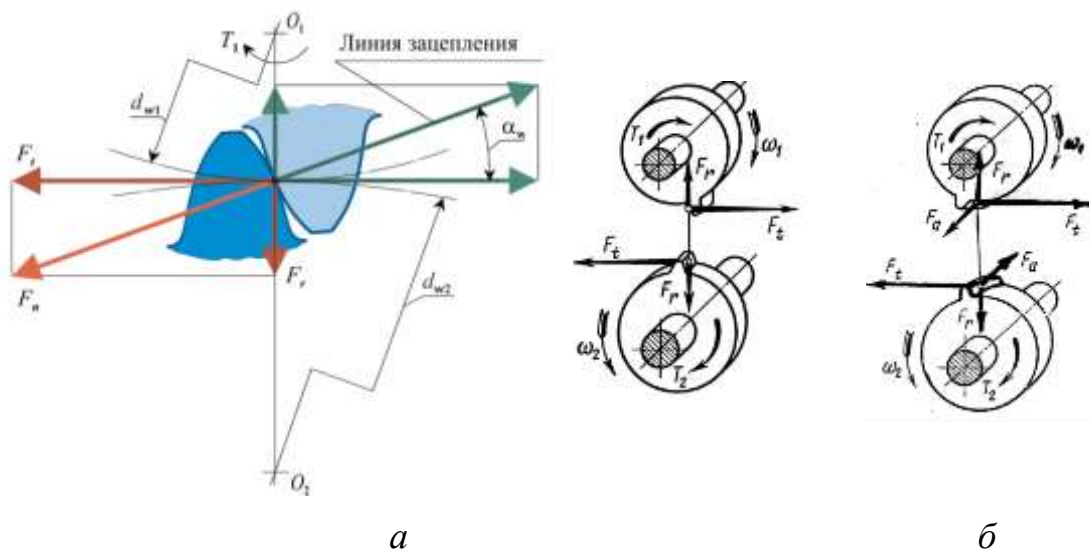 O₁
T₁
Линия зацепления
d_w1
α_w
F_t
F_r
F_n
d_w2
O₂
T₁
ω₁
F_r
F_t
F_t
F_r
ω₂
T₂
T₁
ω₁
F_r
F_a
F_t
F_t
F_a
F_r
ω₂
T₂
а
б